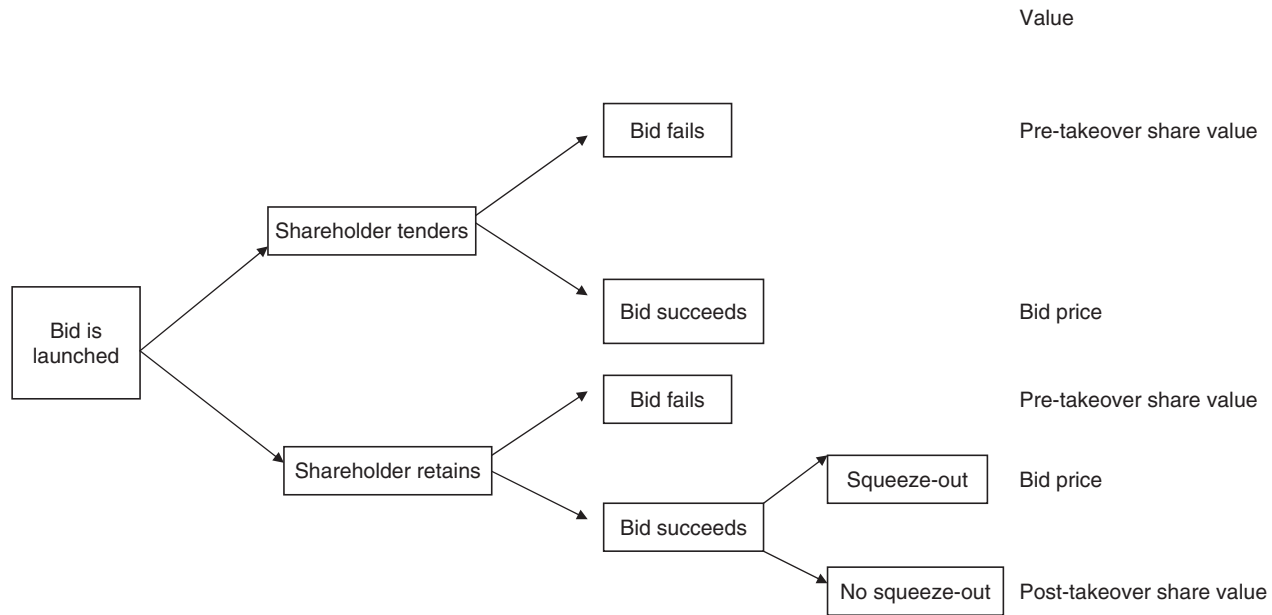 Value
Bid fails
Pre-takeover share value
Shareholder tenders
Bid succeeds
Bid price
Bid is
launched
Bid fails
Pre-takeover share value
Shareholder retains
Squeeze-out
Bid price
Bid succeeds
No squeeze-out
Post-takeover share value